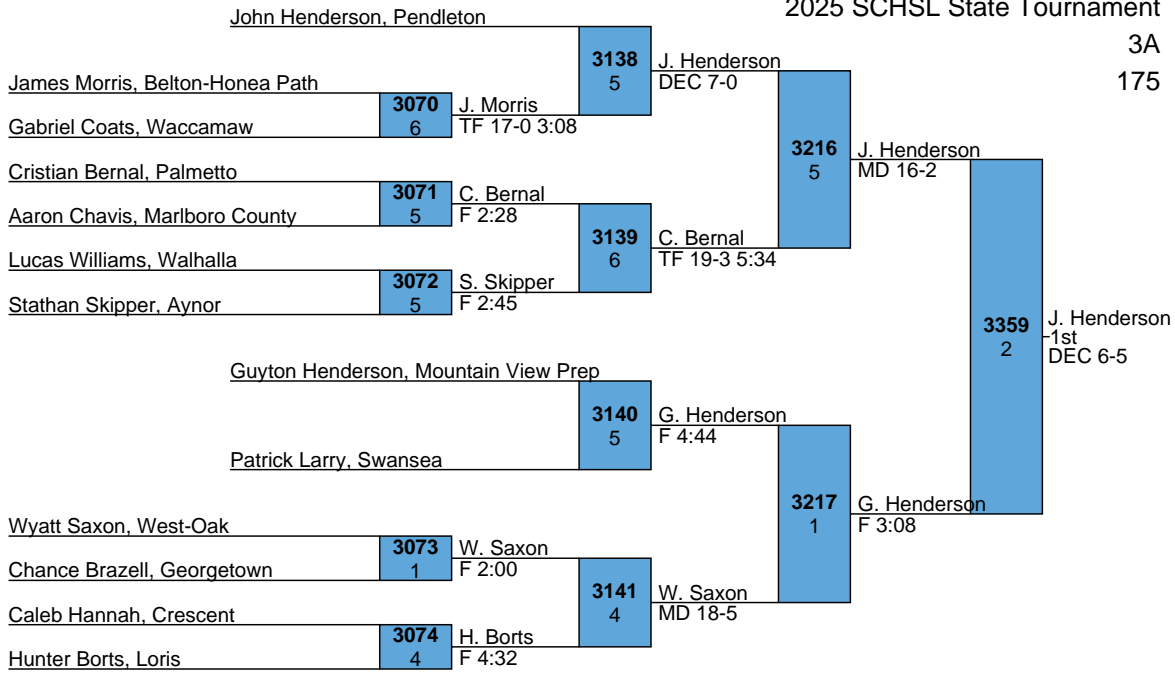 2025 SCHSL State Tournament
3A
175
John Henderson, Pendleton
3138
5
J. Henderson
DEC 7-0
James Morris, Belton-Honea Path
3070
6
J. Morris
TF 17-0 3:08
Gabriel Coats, Waccamaw
3216
5
J. Henderson
MD 16-2
Cristian Bernal, Palmetto
3071
5
C. Bernal
F 2:28
Aaron Chavis, Marlboro County
3139
6
C. Bernal
TF 19-3 5:34
Lucas Williams, Walhalla
3072
5
S. Skipper
F 2:45
Stathan Skipper, Aynor
3359
2
J. Henderson
1st
DEC 6-5
Guyton Henderson, Mountain View Prep
3140
5
G. Henderson
F 4:44
Patrick Larry, Swansea
3217
1
G. Henderson
F 3:08
Wyatt Saxon, West-Oak
3073
1
W. Saxon
F 2:00
Chance Brazell, Georgetown
3141
4
W. Saxon
MD 18-5
Caleb Hannah, Crescent
3074
4
H. Borts
F 4:32
Hunter Borts, Loris